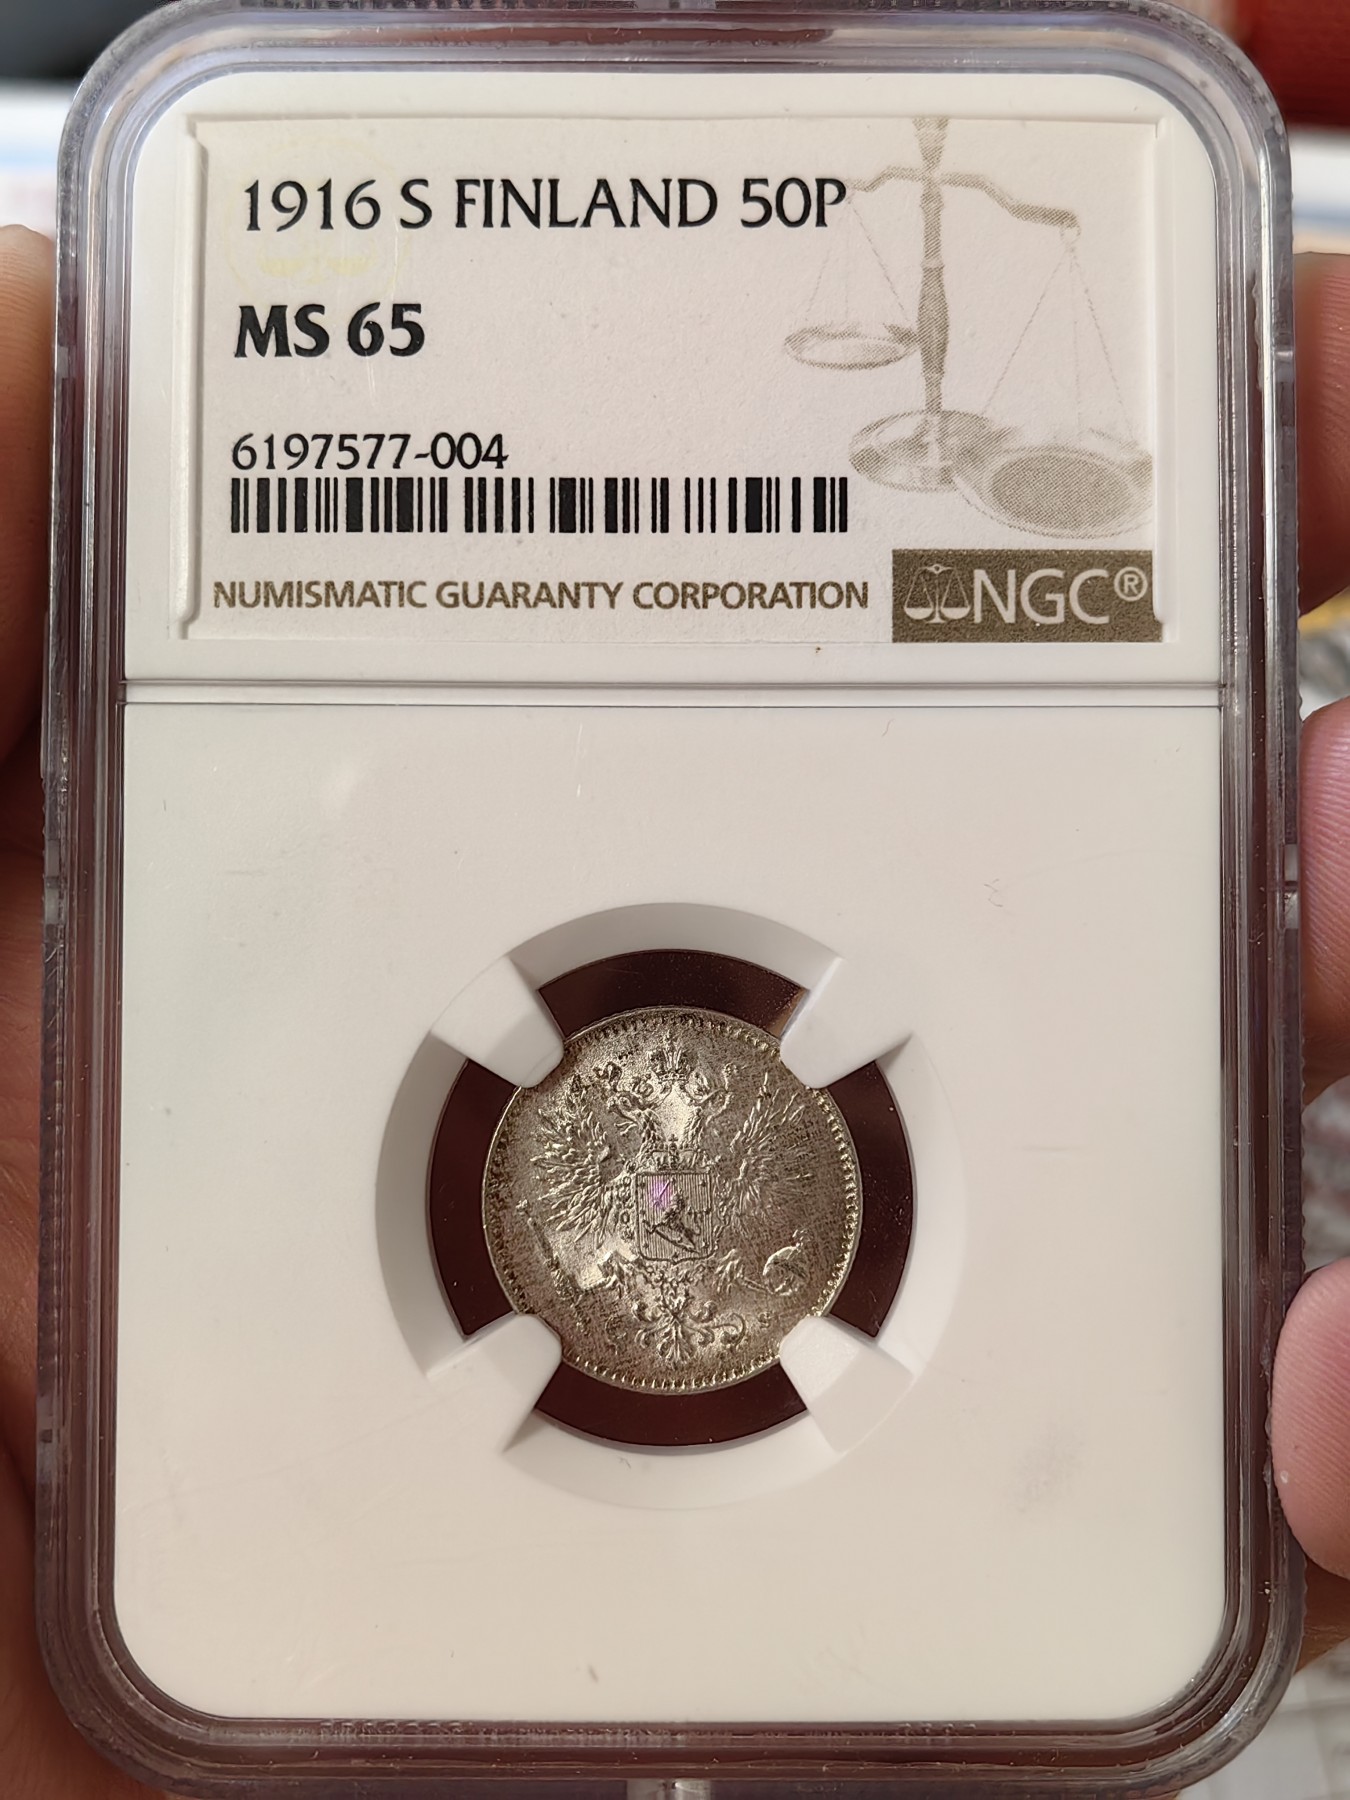 1916 S FINLAND 50P
MS 65
6197577-004
NUMISMATIC GUARANTY CORPORATION
NGC®